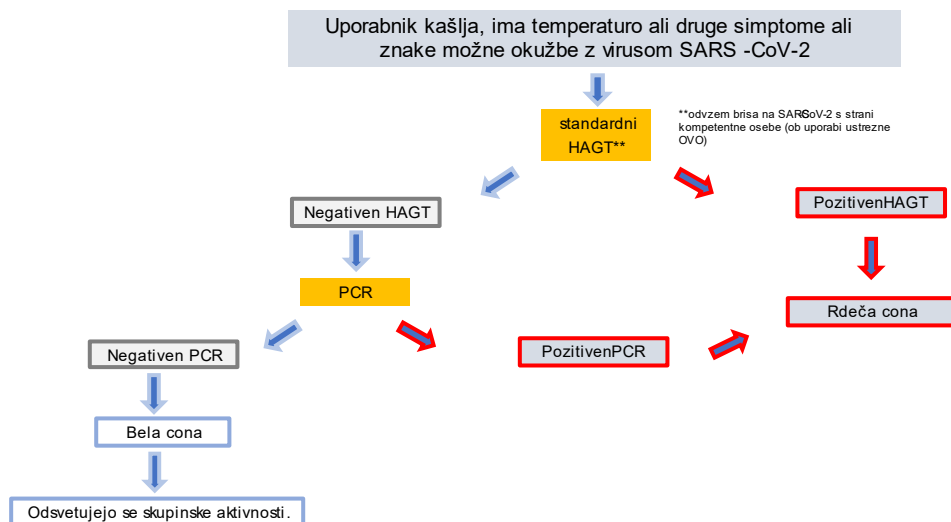 Uporabnik kašlja, ima temperaturo ali druge simptome ali
znake možne okužbe z virusom SARS -CoV-2
standardni
HAGT**
**odvzem brisa na SARS-CoV-2 s strani
kompetentne osebe (ob uporabi ustrezne
OVO)
Negativen HAGT
PozitivenHAGT
PCR
Rdeča cona
Negativen PCR
PozitivenPCR
Bela cona
Odsvetujejo se skupinske aktivnosti.